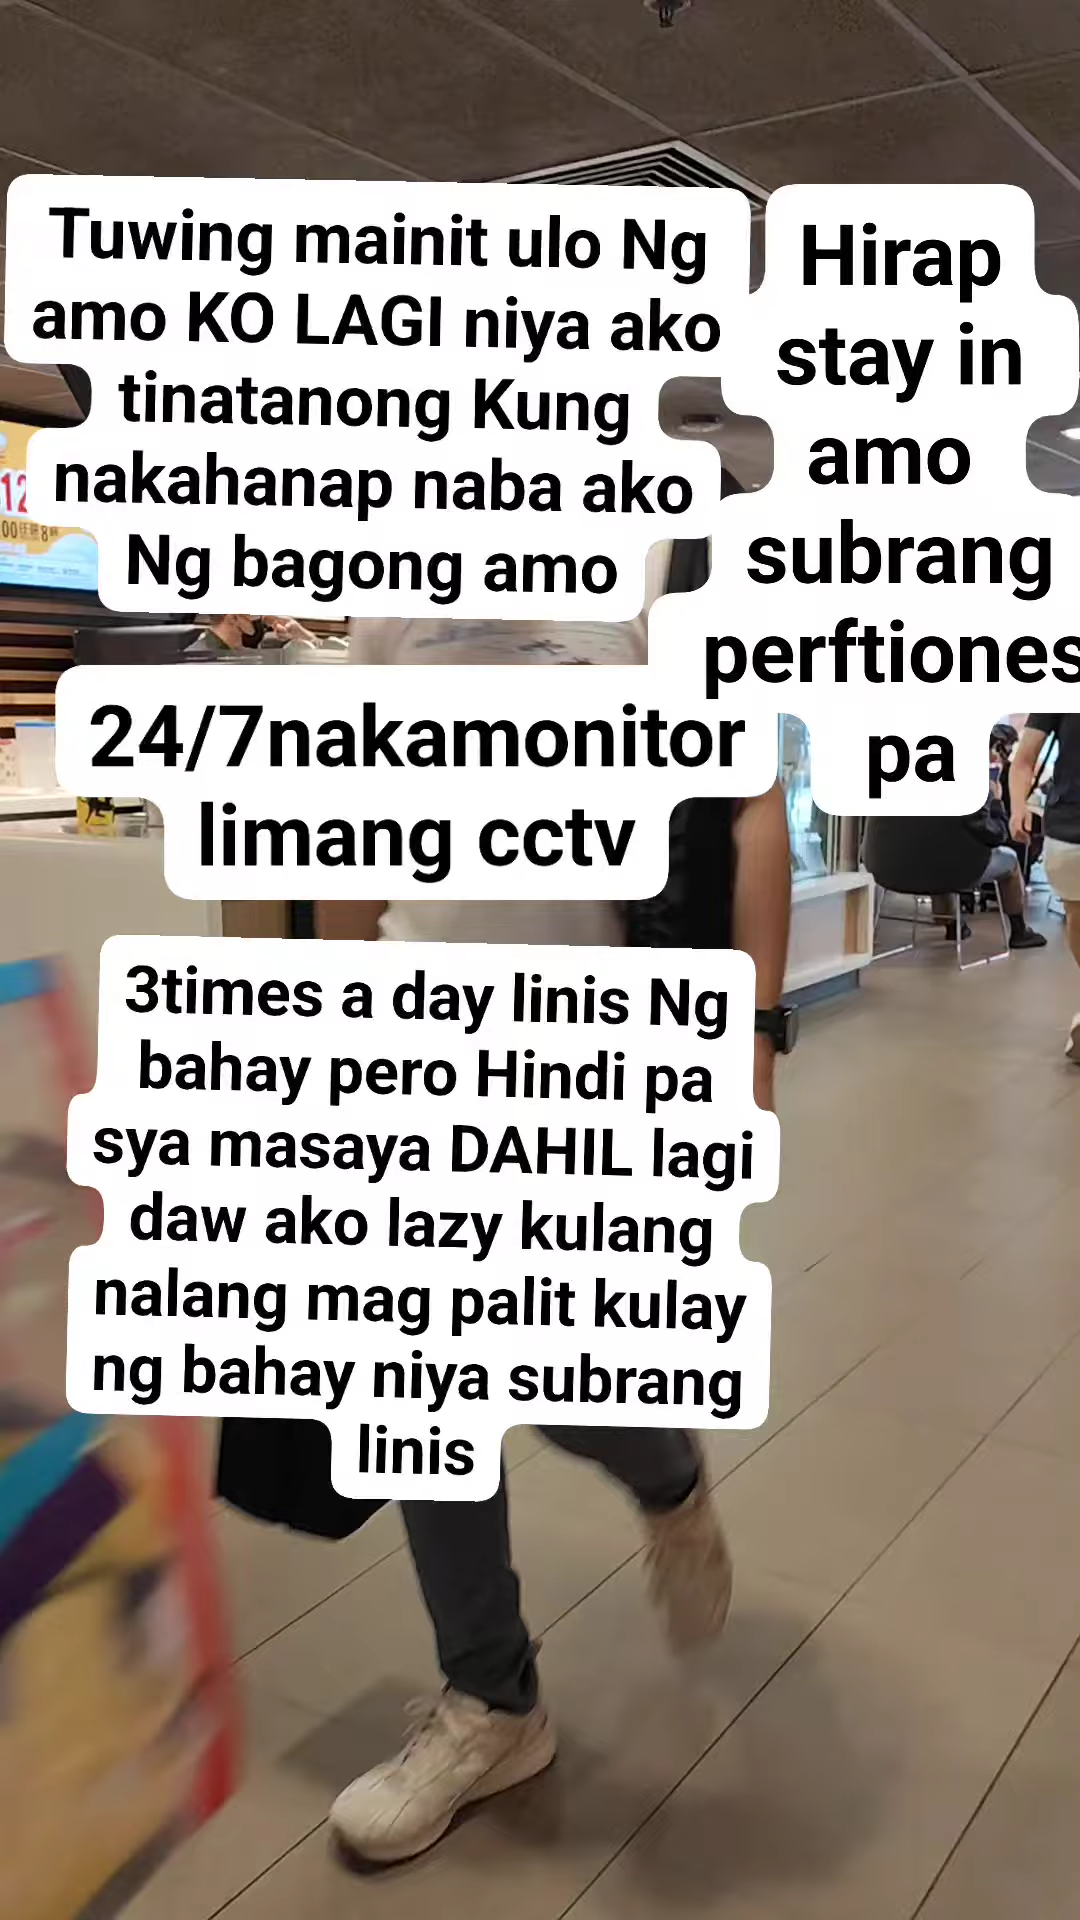 Tuwing mainit ulo Ng
amo KO LAGI niya ako
tinatanong Kung
nakahanap naba ako
Ng bagong amo
Hirap
stay in
amo
subrang
perftiones
pa
24/7nakamonitor
limang cctv
3times a day linis Ng
bahay pero Hindi pa
sya masaya DAHIL lagi
daw ako lazy kulang
nalang mag palit kulay
ng bahay niya subrang
linis
12